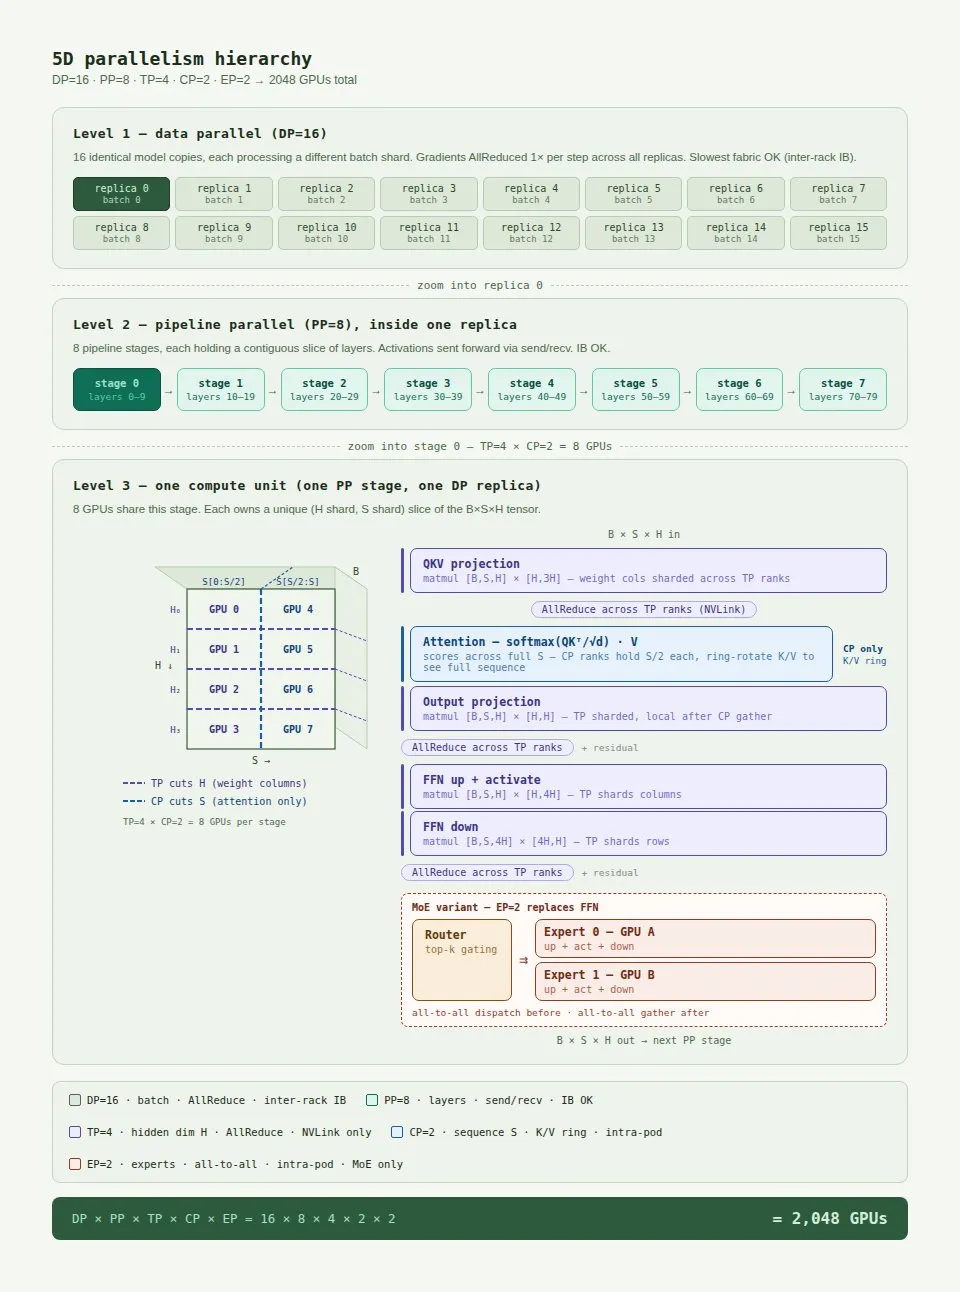 5D parallelism hierarchy
DP=16 · PP=8 · TP=4 · CP=2 · EP=2 → 2048 GPUs total
Level 1 — data parallel (DP=16)
16 identical model copies, each processing a different batch shard. Gradients AllReduced 1× per step across all replicas. Slowest fabric OK (inter-rack IB).
replica 0
batch 0
replica 1
batch 1
replica 2
batch 2
replica 3
batch 3
replica 4
batch 4
replica 5
batch 5
replica 6
batch 6
replica 7
batch 7
replica 8
batch 8
replica 9
batch 9
replica 10
batch 10
replica 11
batch 11
replica 12
batch 12
replica 13
batch 13
replica 14
batch 14
replica 15
batch 15
zoom into replica 0
Level 2 — pipeline parallel (PP=8), inside one replica
8 pipeline stages, each holding a contiguous slice of layers. Activations sent forward via send/recv. IB OK.
stage 0
layers 0–9
→
stage 1
layers 10–19
→
stage 2
layers 20–29
→
stage 3
layers 30–39
→
stage 4
layers 40–49
→
stage 5
layers 50–59
→
stage 6
layers 60–69
→
stage 7
layers 70–79
zoom into stage 0 — TP=4 × CP=2 = 8 GPUs
Level 3 — one compute unit (one PP stage, one DP replica)
8 GPUs share this stage. Each owns a unique (H shard, S shard) slice of the B×S×H tensor.
S[0:S/2]
S[S/2:S]
B
H₀
GPU 0
GPU 4
H₁
GPU 1
GPU 5
H ↓
H₂
GPU 2
GPU 6
H₃
GPU 3
GPU 7
S →
TP cuts H (weight columns)
CP cuts S (attention only)
TP=4 × CP=2 = 8 GPUs per stage
B × S × H in
QKV projection
matmul [B,S,H] × [H,3H] — weight cols sharded across TP ranks
AllReduce across TP ranks (NVLink)
Attention — softmax(QKᵀ/√d) · V
scores across full S — CP ranks hold S/2 each, ring-rotate K/V to
see full sequence
CP only
K/V ring
Output projection
matmul [B,S,H] × [H,H] — TP sharded, local after CP gather
AllReduce across TP ranks
+ residual
FFN up + activate
matmul [B,S,H] × [H,4H] — TP shards columns
FFN down
matmul [B,S,4H] × [4H,H] — TP shards rows
AllReduce across TP ranks
+ residual
MoE variant — EP=2 replaces FFN
Router
top-k gating
⇉
Expert 0 — GPU A
up + act + down
Expert 1 — GPU B
up + act + down
all-to-all dispatch before · all-to-all gather after
B × S × H out → next PP stage
DP=16 · batch · AllReduce · inter-rack IB
PP=8 · layers · send/recv · IB OK
TP=4 · hidden dim H · AllReduce · NVLink only
CP=2 · sequence S · K/V ring · intra-pod
EP=2 · experts · all-to-all · intra-pod · MoE only
DP × PP × TP × CP × EP = 16 × 8 × 4 × 2 × 2
= 2,048 GPUs